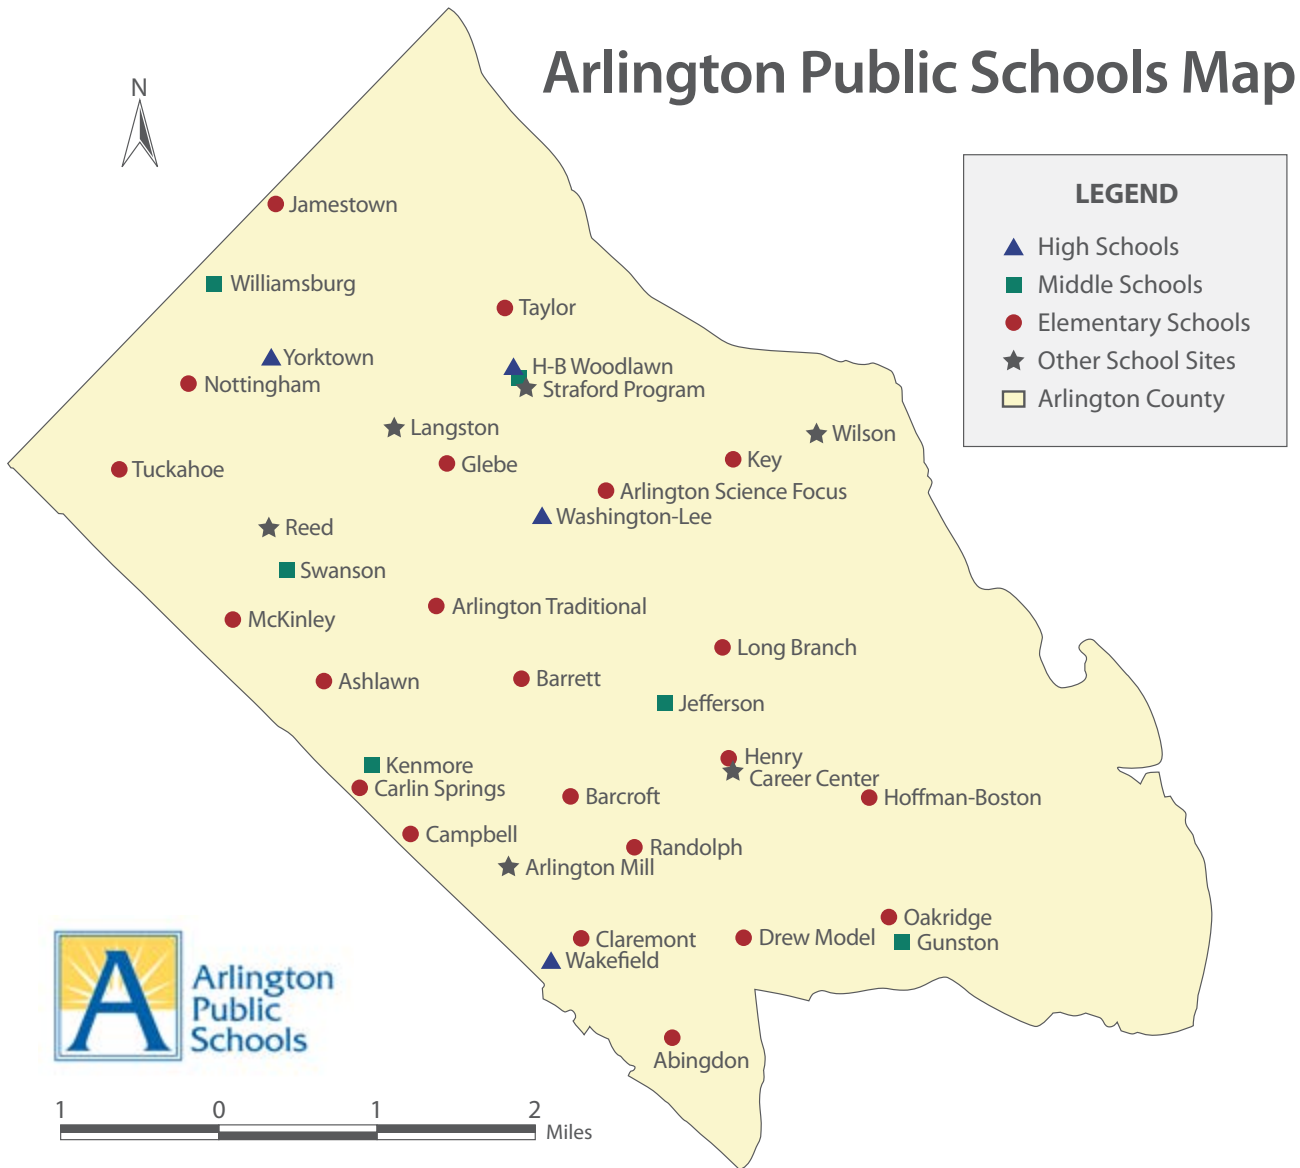 Arlington Public Schools Map
N
LEGEND
High Schools
Middle Schools
Elementary Schools
Other School Sites
Arlington County
Jamestown
Williamsburg
Taylor
Yorktown
H-B Woodlawn
Nottingham
Straford Program
Langston
Wilson
Tuckahoe
Glebe
Key
Arlington Science Focus
Washington-Lee
Reed
Swanson
Arlington Traditional
McKinley
Long Branch
Ashlawn
Barrett
Jefferson
Henry
Kenmore
Career Center
Carlin Springs
Barcroft
Hoffman-Boston
Campbell
Randolph
Arlington Mill
Oakridge
Claremont
Drew Model
Gunston
Wakefield
Abingdon
A
Arlington
Public
Schools
1 0 1 2
Miles